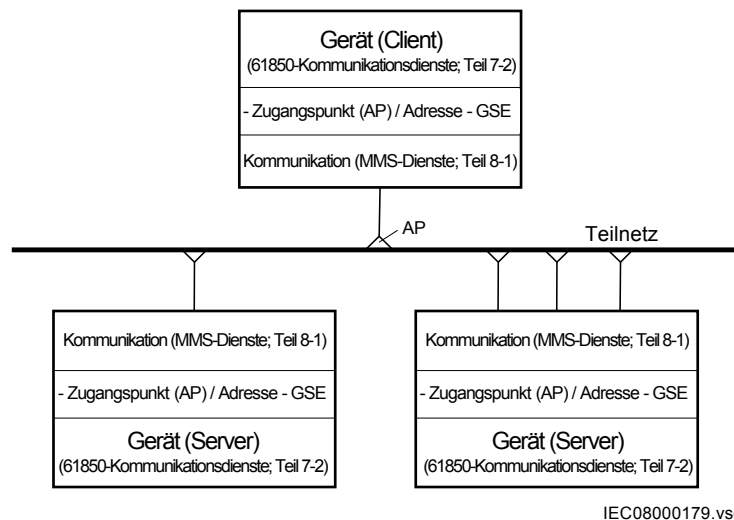 Gerät (Client)
(61850-Kommunikationsdienste; Teil 7-2)
- Zugangspunkt (AP) / Adresse - GSE
Kommunikation (MMS-Dienste; Teil 8-1)
AP
Teilnetz
Kommunikation (MMS-Dienste; Teil 8-1)
- Zugangspunkt (AP) / Adresse - GSE
Gerät (Server)
(61850-Kommunikationsdienste; Teil 7-2)
Kommunikation (MMS-Dienste; Teil 8-1)
- Zugangspunkt (AP) / Adresse - GSE
Gerät (Server)
(61850-Kommunikationsdienste; Teil 7-2)
IEC08000179.vs